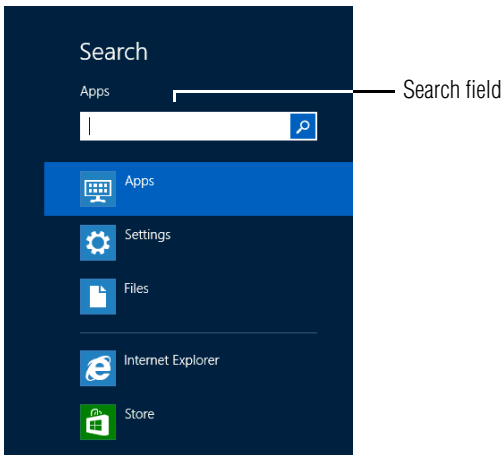 Search
Apps
Search field
Apps
Settings
Files
Internet Explorer
Store